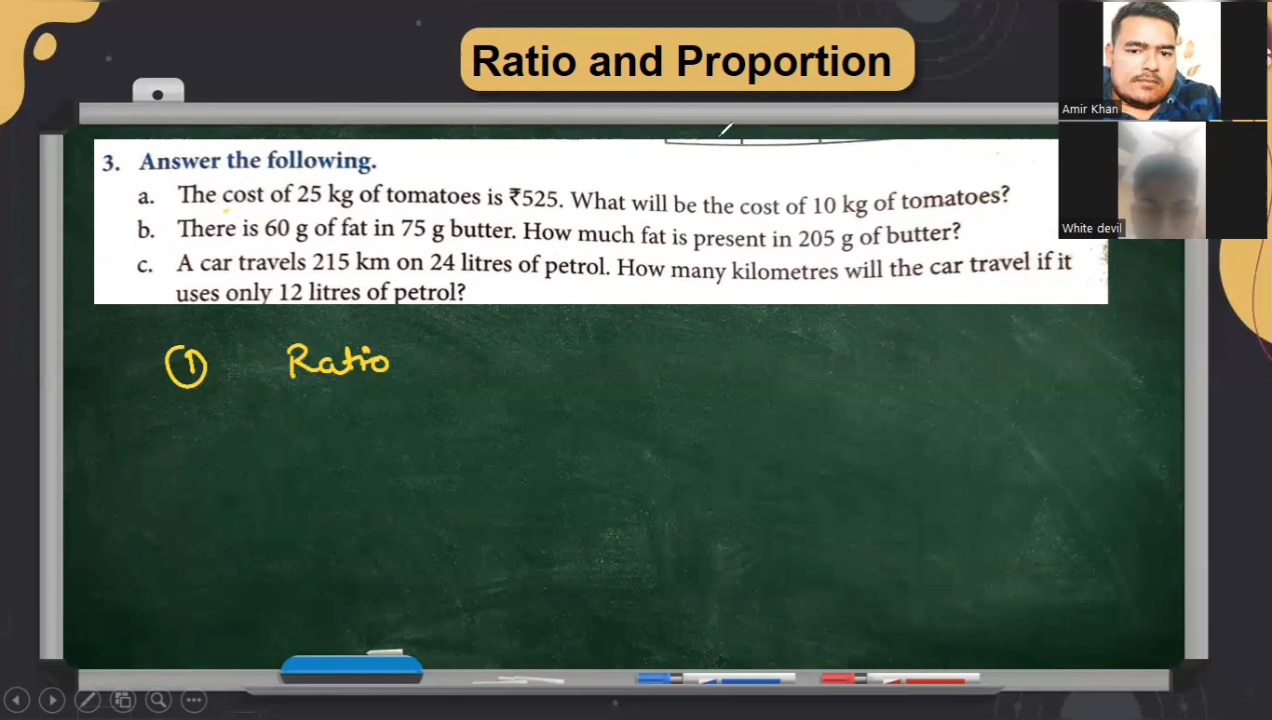 Ratio and Proportion
Amir Khan
3. Answer the following.
a. The cost of 25 kg of tomatoes is ₹525. What will be the cost of 10 kg of tomatoes?
b. There is 60 g of fat in 75 g butter. How much fat is present in 205 g of butter?
White devil
c. A car travels 215 km on 24 litres of petrol. How many kilometres will the car travel if it
uses only 12 litres of petrol?
① Ratio